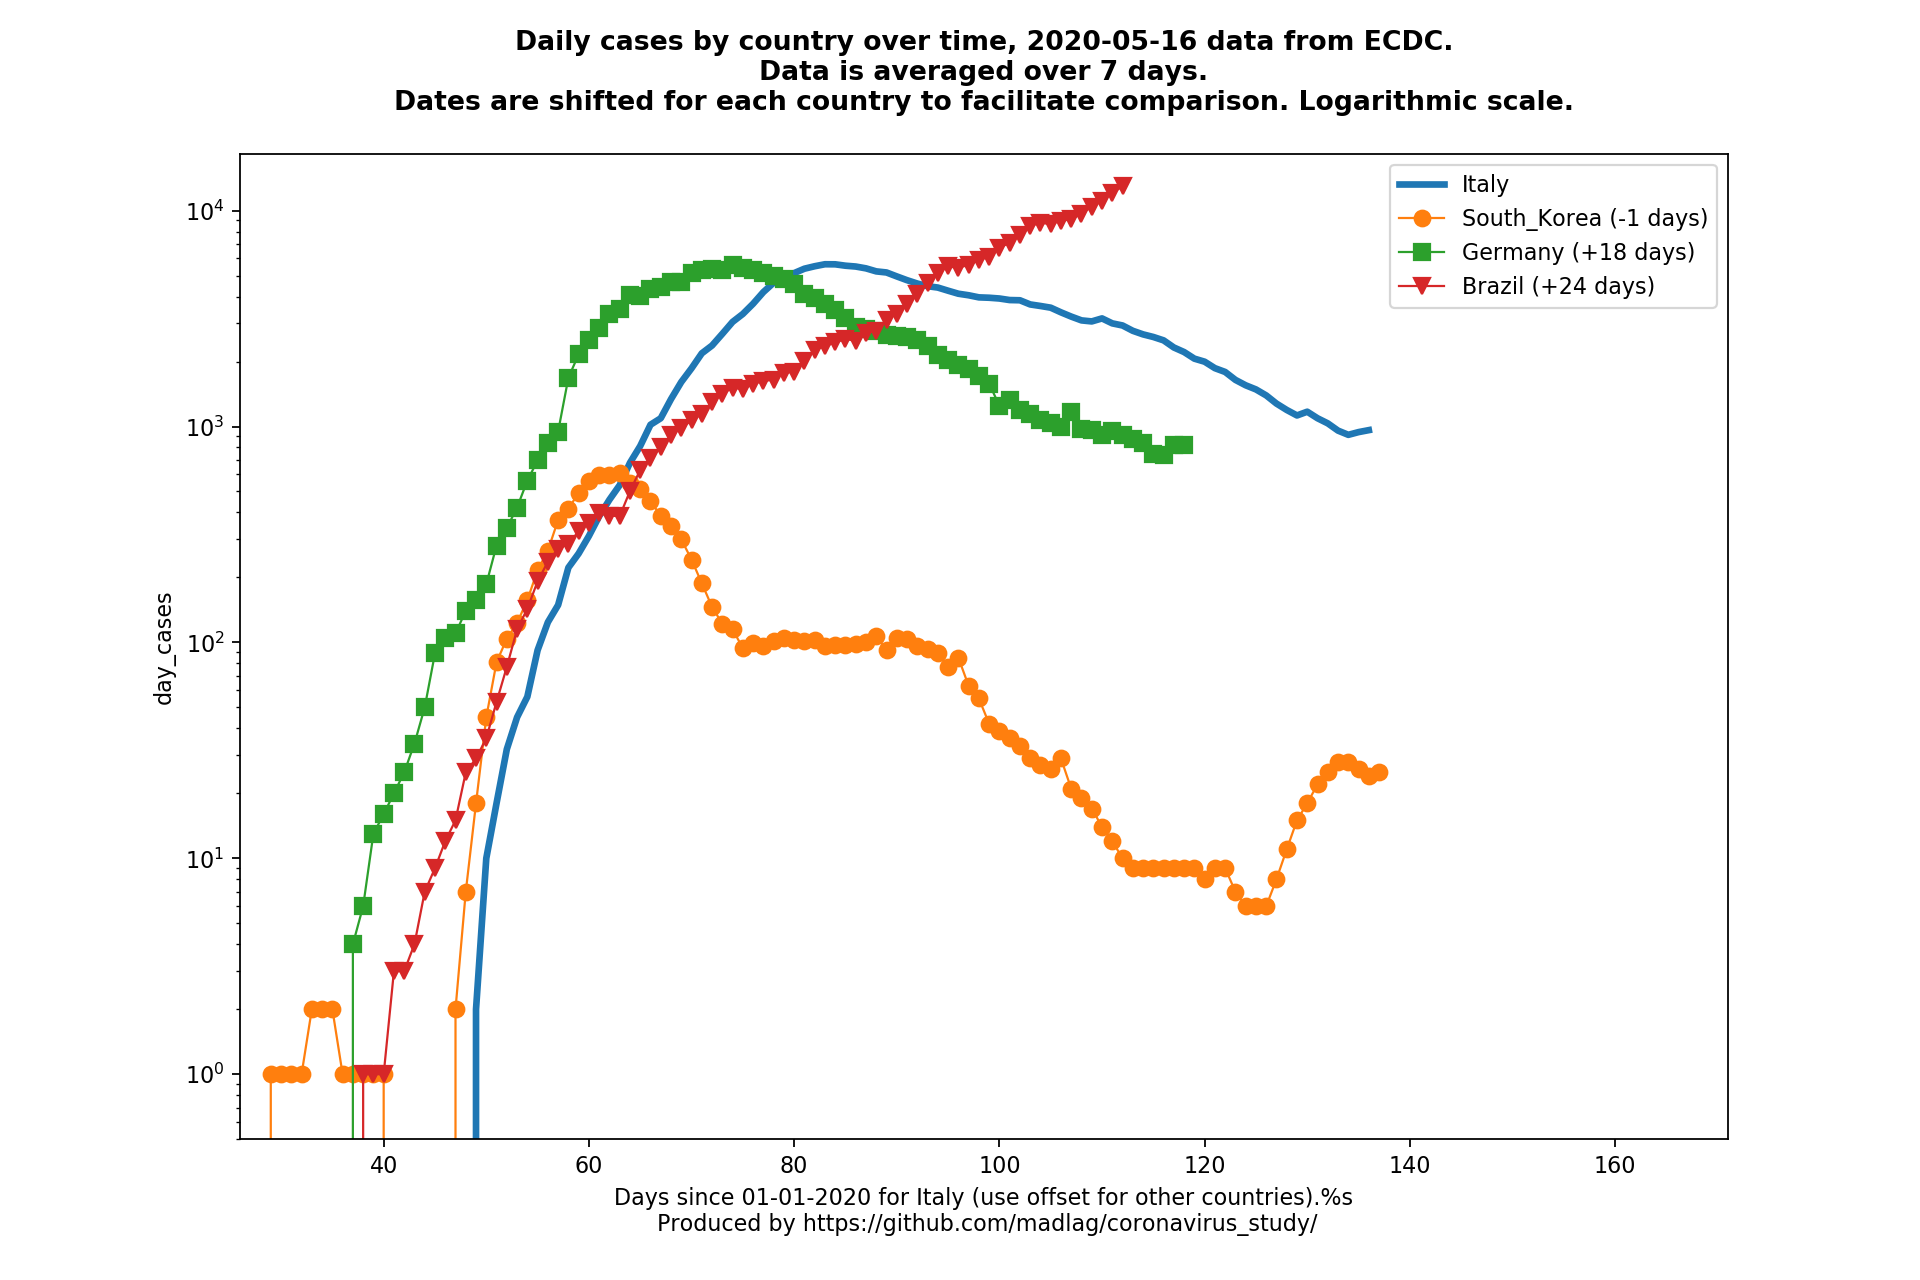 Daily cases by country over time, 2020-05-16 data from ECDC.
Data is averaged over 7 days.
Dates are shifted for each country to facilitate comparison. Logarithmic scale.
Italy
South_Korea (-1 days)
Germany (+18 days)
Brazil (+24 days)
day_cases
10⁴
10³
10²
10¹
10⁰
40 60 80 100 120 140 160
Days since 01-01-2020 for Italy (use offset for other countries).%s
Produced by https://github.com/madlag/coronavirus_study/